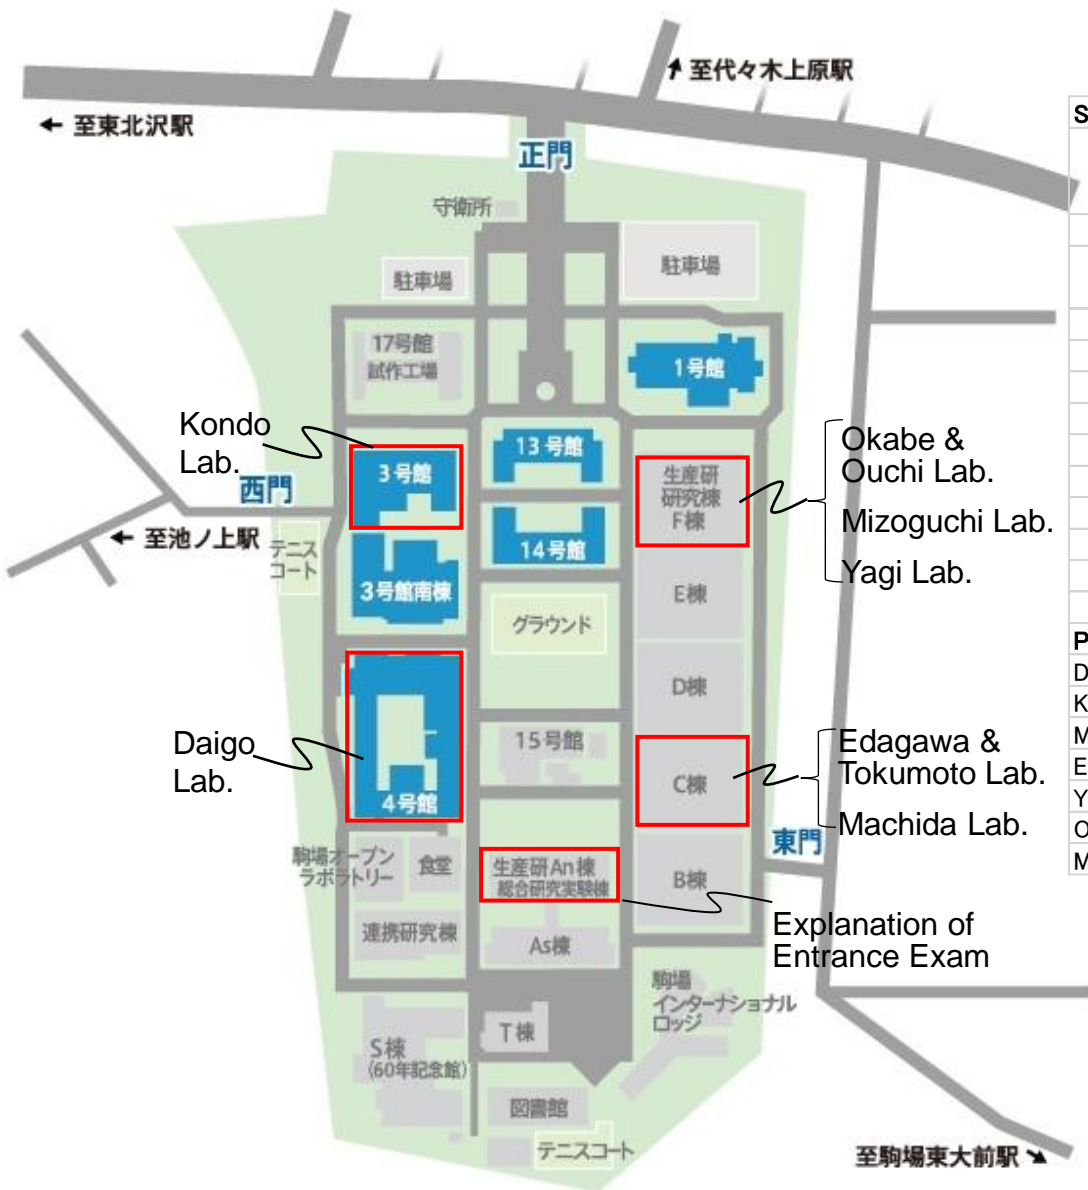 至代々木上原駅
至東北沢駅
正門
守衛所
駐車場
駐車場
17号館
試作工場
1号館
Kondo
Lab.
3号館
13号館
生産研
研究棟
F棟
Okabe &
Ouchi Lab.
Mizoguchi Lab.
Yagi Lab.
西門
至池ノ上駅
テニス
コート
14号館
3号館南棟
E棟
グラウンド
D棟
Daigo
Lab.
4号館
15号館
C棟
Edagawa &
Tokumoto Lab.
Machida Lab.
東門
駒場オープン
ラボラトリー
食堂
生産研An棟
総合研究実験棟
B棟
連携研究棟
As棟
Explanation of
Entrance Exam
駒場
インターナショナル
ロッジ
T棟
S棟
(60年記念館)
図書館
テニスコート
至駒場東大前駅
S
P
D
K
M
E
Y
O
M